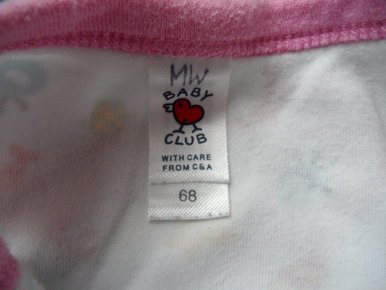 MW
BABY
CLUB
WITH CARE
FROM C&A
68